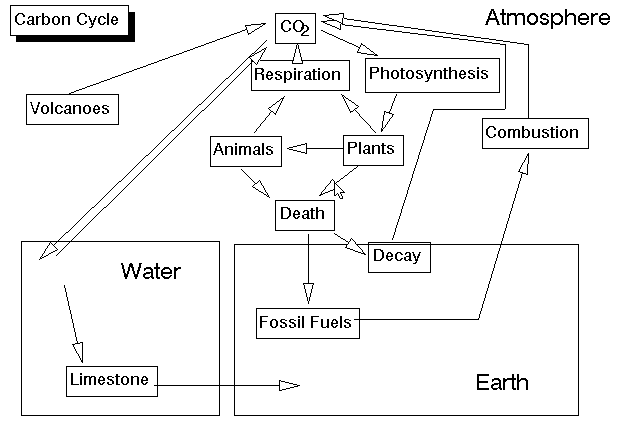 Carbon Cycle
Atmosphere
CO2
Respiration
Photosynthesis
Volcanoes
Combustion
Animals
Plants
Death
Decay
Water
Fossil Fuels
Limestone
Earth